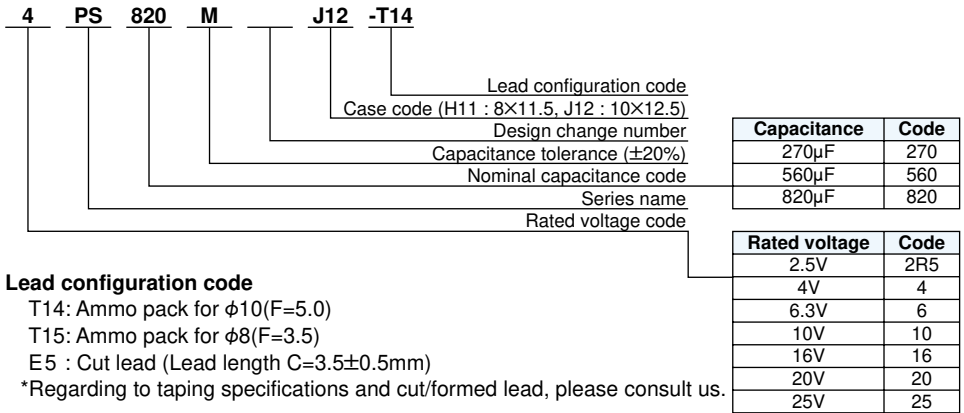 4 PS 820 M J12 -T14
Lead configuration code
Case code (H11 : 8×11.5, J12 : 10×12.5)
Design change number
Capacitance tolerance (±20%)
Nominal capacitance code
Series name
Rated voltage code
Capacitance Code
270µF 270
560µF 560
820µF 820
Rated voltage Code
2.5V 2R5
4V 4
6.3V 6
10V 10
16V 16
20V 20
25V 25
Lead configuration code
T14: Ammo pack for ϕ10(F=5.0)
T15: Ammo pack for ϕ8(F=3.5)
E5 : Cut lead (Lead length C=3.5±0.5mm)
*Regarding to taping specifications and cut/formed lead, please consult us.